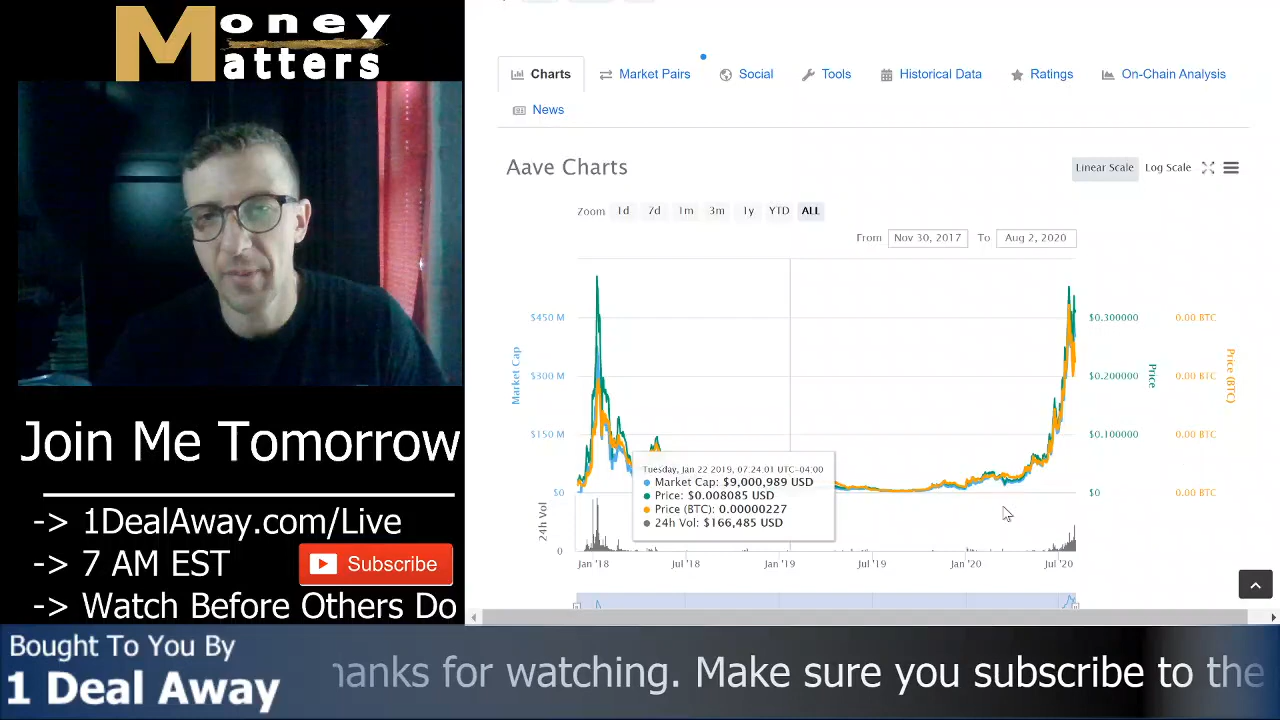 Money
Matters
Join Me Tomorrow
-> 1DealAway.com/Live
-> 7 AM EST
Subscribe
-> Watch Before Others Do
Charts
Market Pairs
Social
Tools
Historical Data
Ratings
On-Chain Analysis
News
Aave Charts
Linear Scale
Log Scale
Zoom 1d 7d 1m 3m 1y YTD ALL
From Nov 30, 2017 To Aug 2, 2020
$450 M
$300 M
$150 M
$0
Market Cap
24h Vol
0
$0.300000
$0.200000
$0.100000
$0
Price
0.00 BTC
0.00 BTC
0.00 BTC
0.00 BTC
Price (BTC)
Tuesday, Jan 22 2019, 07:24:01 UTC-04:00
Market Cap: $9,000,989 USD
Price: $0.008085 USD
Price (BTC): 0.00000227
24h Vol: $166,485 USD
Jan '18 Jul '18 Jan '19 Jul '19 Jan '20 Jul '20
Bought To You By
1 Deal Away
hanks for watching. Make sure you subscribe to the